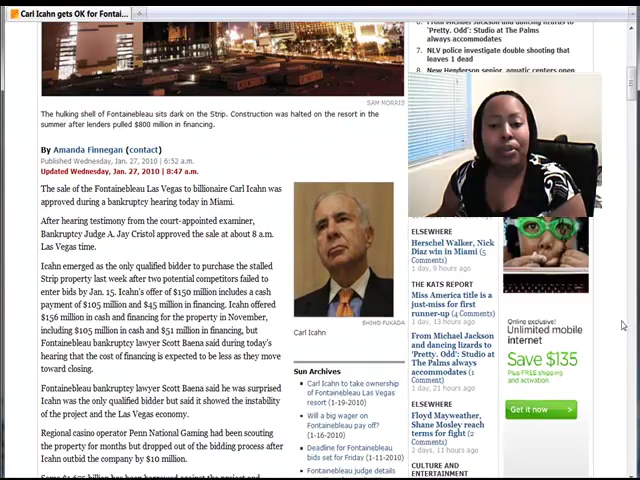 Carl Icahn gets OK for Fontai...
From Michael Jackson
and dancing lizards to
'Pretty. Odd': Studio at The Palms
always accommodates
7. NLV police investigate double shooting that
leaves 1 dead
8. New Henderson senior, aquatic centers open
SAM MORRIS
The hulking shell of Fontainebleau sits dark on the Strip. Construction was halted on the resort in the
summer after lenders pulled $800 million in financing.
By Amanda Finnegan (contact)
Published Wednesday, Jan. 27, 2010 | 6:52 a.m.
Updated Wednesday, Jan. 27, 2010 | 8:47 a.m.
The sale of the Fontainebleau Las Vegas to billionaire Carl Icahn was
approved during a bankruptcy hearing today in Miami.
After hearing testimony from the court-appointed examiner,
Bankruptcy Judge A. Jay Cristol approved the sale at about 8 a.m.
Las Vegas time.
Icahn emerged as the only qualified bidder to purchase the stalled
Strip property last week after two potential competitors failed to
enter bids by Jan. 15. Icahn's offer of $150 million includes a cash
payment of $105 million and $45 million in financing. Icahn offered
$156 million in cash and financing for the property in November,
including $105 million in cash and $51 million in financing, but
Fontainebleau bankruptcy lawyer Scott Baena said during today's
hearing that the cost of financing is expected to be less as they move
toward closing.
Fontainebleau bankruptcy lawyer Scott Baena said he was surprised
Icahn was the only qualified bidder but said it showed the instability
of the project and the Las Vegas economy.
Regional casino operator Penn National Gaming had been scouting
the property for months but dropped out of the bidding process after
Icahn outbid the company by $10 million.
SHIHO FUKADA
Carl Icahn
Sun Archives
Carl Icahn to take ownership
of Fontainebleau Las Vegas
resort (1-19-2010)
Will a big wager on
Fontainebleau pay off?
(1-16-2010)
Deadline for Fontainebleau
bids set for Friday (1-11-2010)
Fontainebleau judge details
ELSEWHERE
Herschel Walker, Nick
Diaz win in Miami (5
Comments)
1 day, 9 hours ago
THE KATS REPORT
Miss America title is a
just-miss for first
runner-up (4 Comments)
1 day, 13 hours ago
From Michael Jackson
and dancing lizards to
'Pretty. Odd': Studio at
The Palms always
accommodates (1
Comment)
1 day, 21 hours ago
ELSEWHERE
Floyd Mayweather,
Shane Mosley reach
terms for fight (2
Comments)
CULTURE AND
ENTERTAINMENT
Online exclusive:
Unlimited mobile
internet
Save $135
Plus FREE shipping
and activation.
Get it now